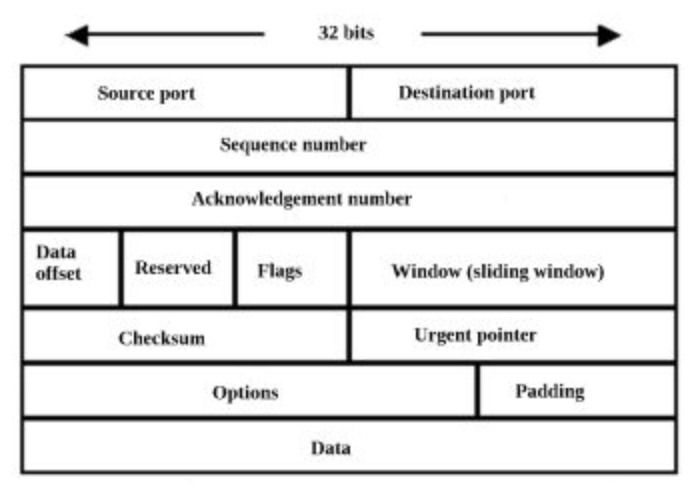 32 bits
Source port
Destination port
Sequence number
Acknowledgement number
Data
offset
Reserved
Flags
Window (sliding window)
Checksum
Urgent pointer
Options
Padding
Data